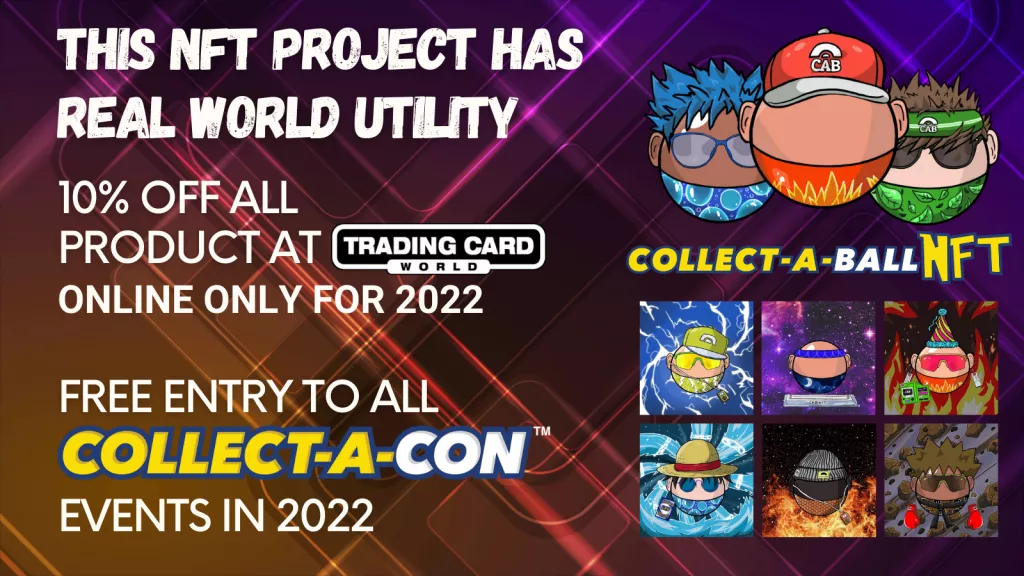 THIS NFT PROJECT HAS
REAL WORLD UTILITY
10% OFF ALL
PRODUCT AT TRADING CARD
WORLD
ONLINE ONLY FOR 2022
FREE ENTRY TO ALL
COLLECT-A-CON™
EVENTS IN 2022
CAB
CAB
COLLECT-A-BALL NFT